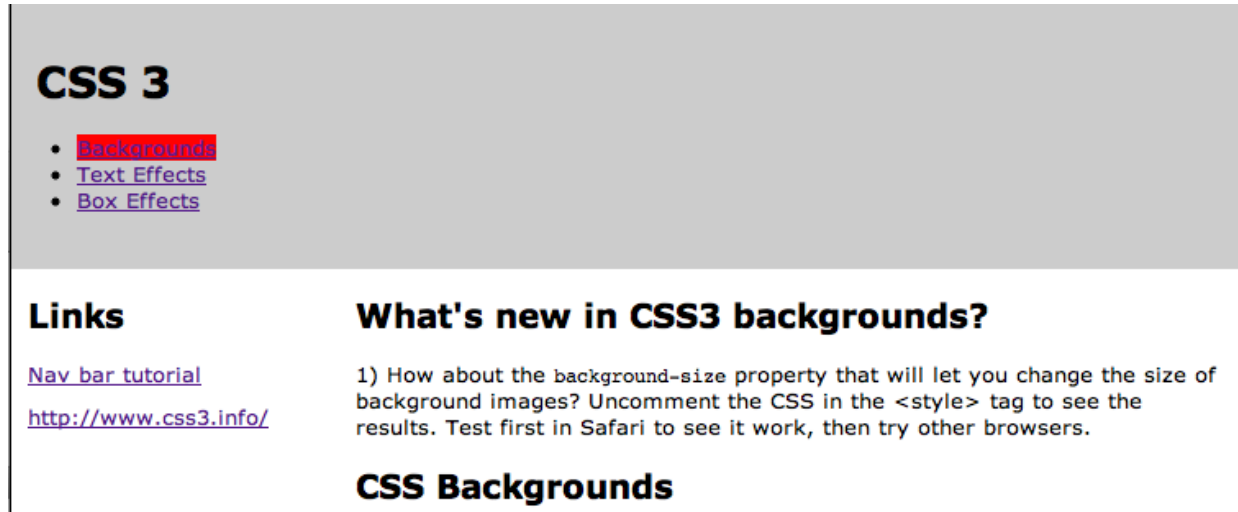 CSS 3
Backgrounds
Text Effects
Box Effects
Links
Nav bar tutorial
http://www.css3.info/
What's new in CSS3 backgrounds?
1) How about the background-size property that will let you change the size of
background images? Uncomment the CSS in the <style> tag to see the
results. Test first in Safari to see it work, then try other browsers.
CSS Backgrounds